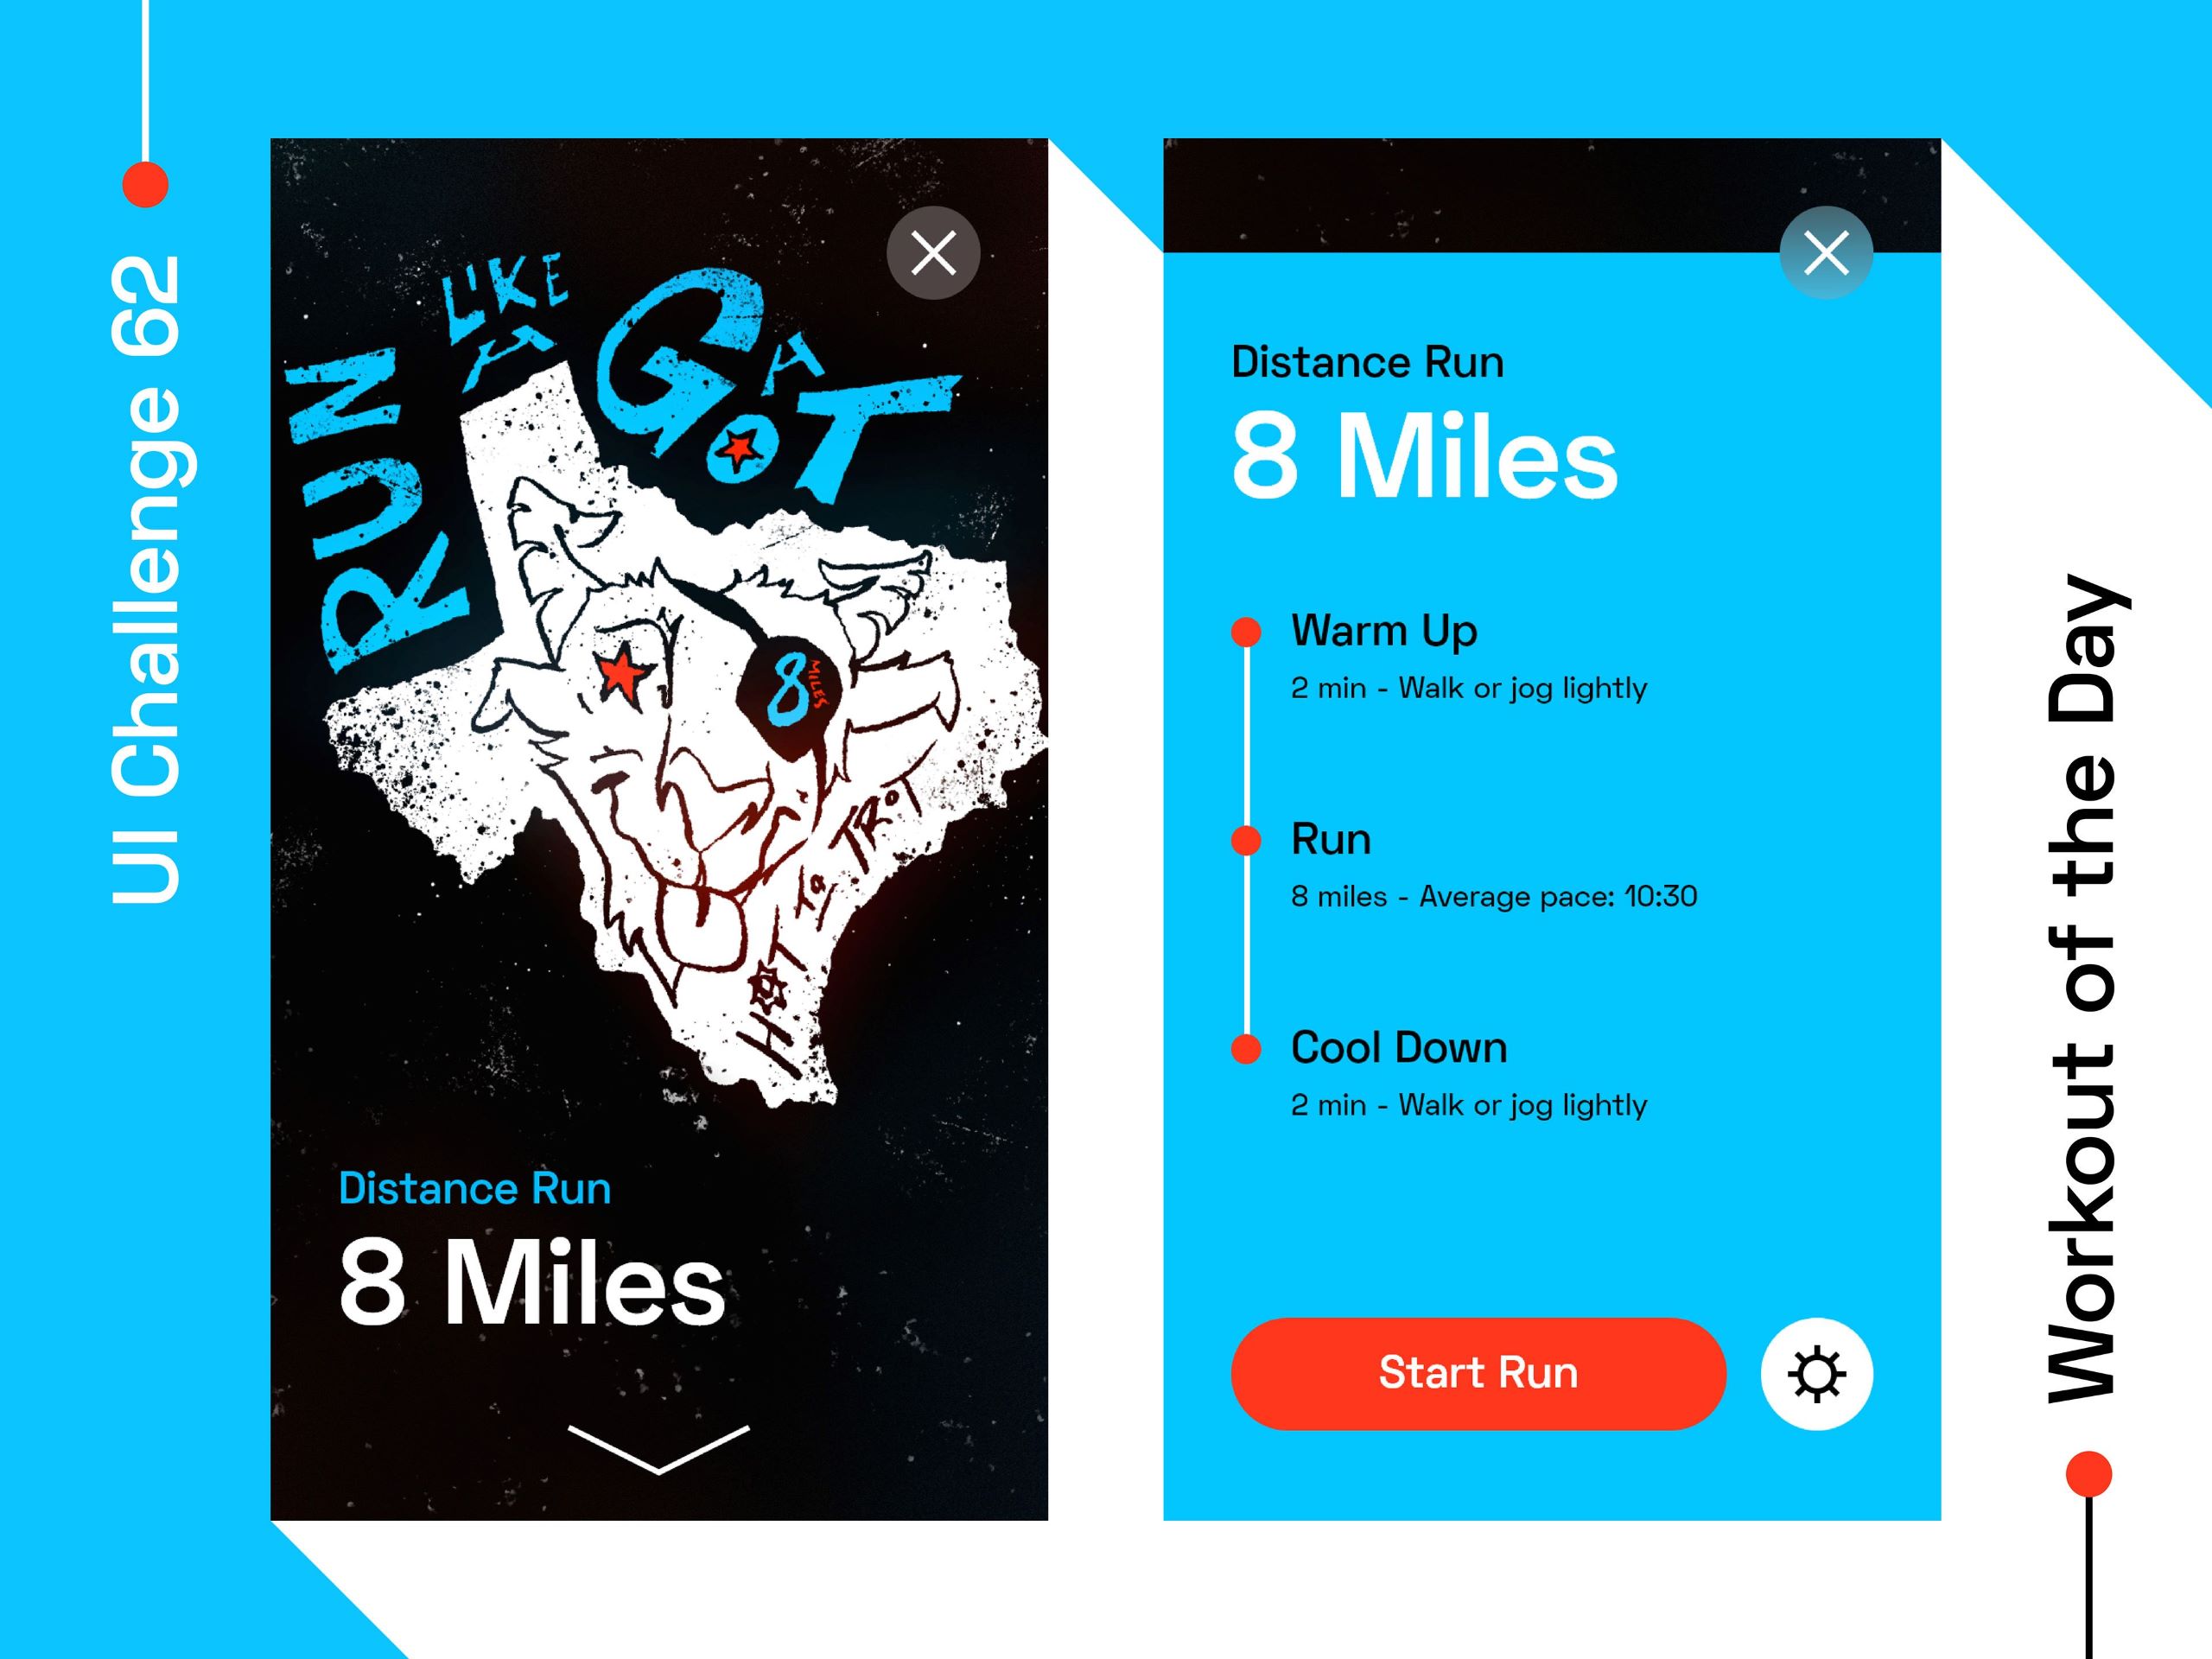 UI Challenge 62
RUN
LIKE
A
GOAT
8
MILES
HOT TO TROT
Distance Run
8 Miles
Distance Run
8 Miles
Warm Up
2 min - Walk or jog lightly
Run
8 miles - Average pace: 10:30
Cool Down
2 min - Walk or jog lightly
Start Run
Workout of the Day